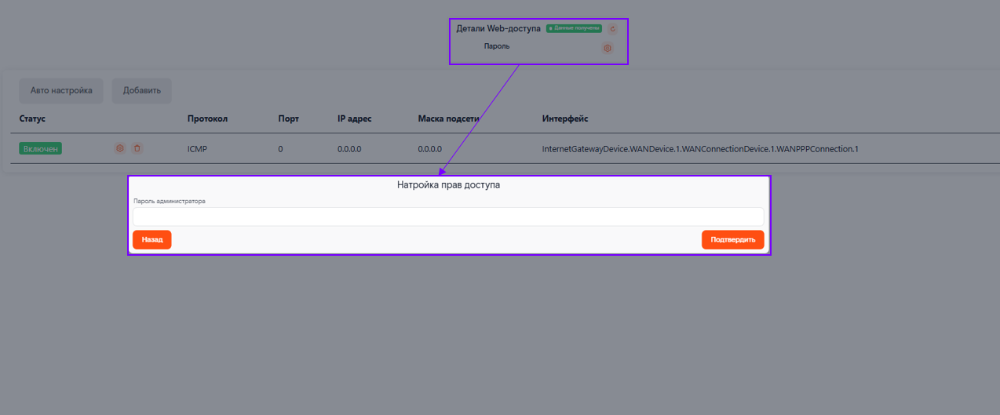 Детали Web-доступа Данные получены
Пароль
Авто настройка Добавить
Статус Протокол Порт IP адрес Маска подсети Интерфейс
Включен ICMP 0 0.0.0.0 0.0.0.0 InternetGatewayDevice.WANDevice.1.WANConnectionDevice.1.WANPPPConnection.1
Натройка прав доступа
Пароль администратора
Назад Подтвердить